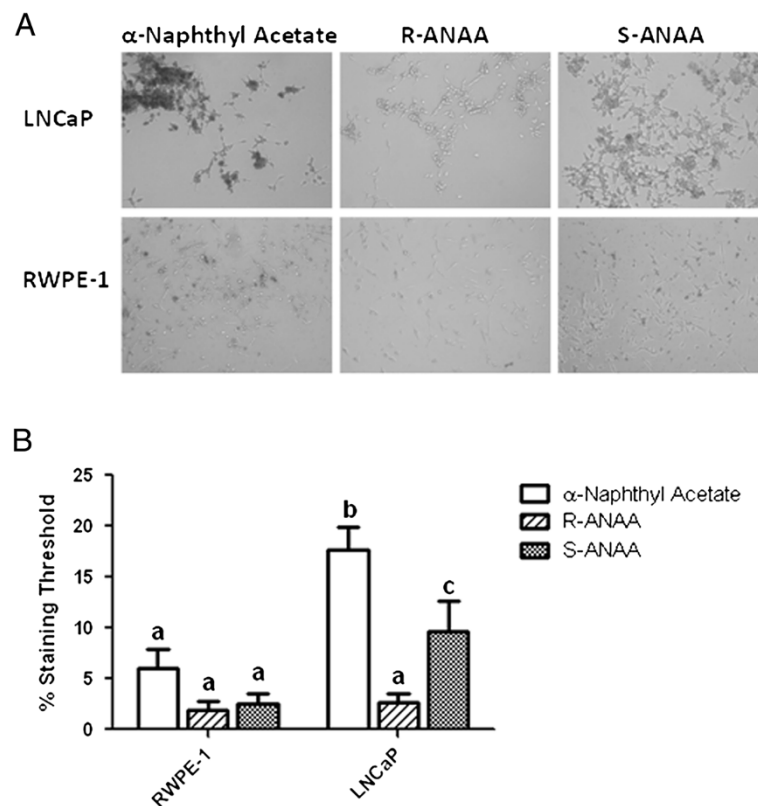 A
α-Naphthyl Acetate R-ANAA S-ANAA
LNCaP
RWPE-1
B
% Staining Threshold
25
20
15
10
5
0
a
a
a
b
a
c
RWPE-1
LNCaP
α-Naphthyl Acetate
R-ANAA
S-ANAA